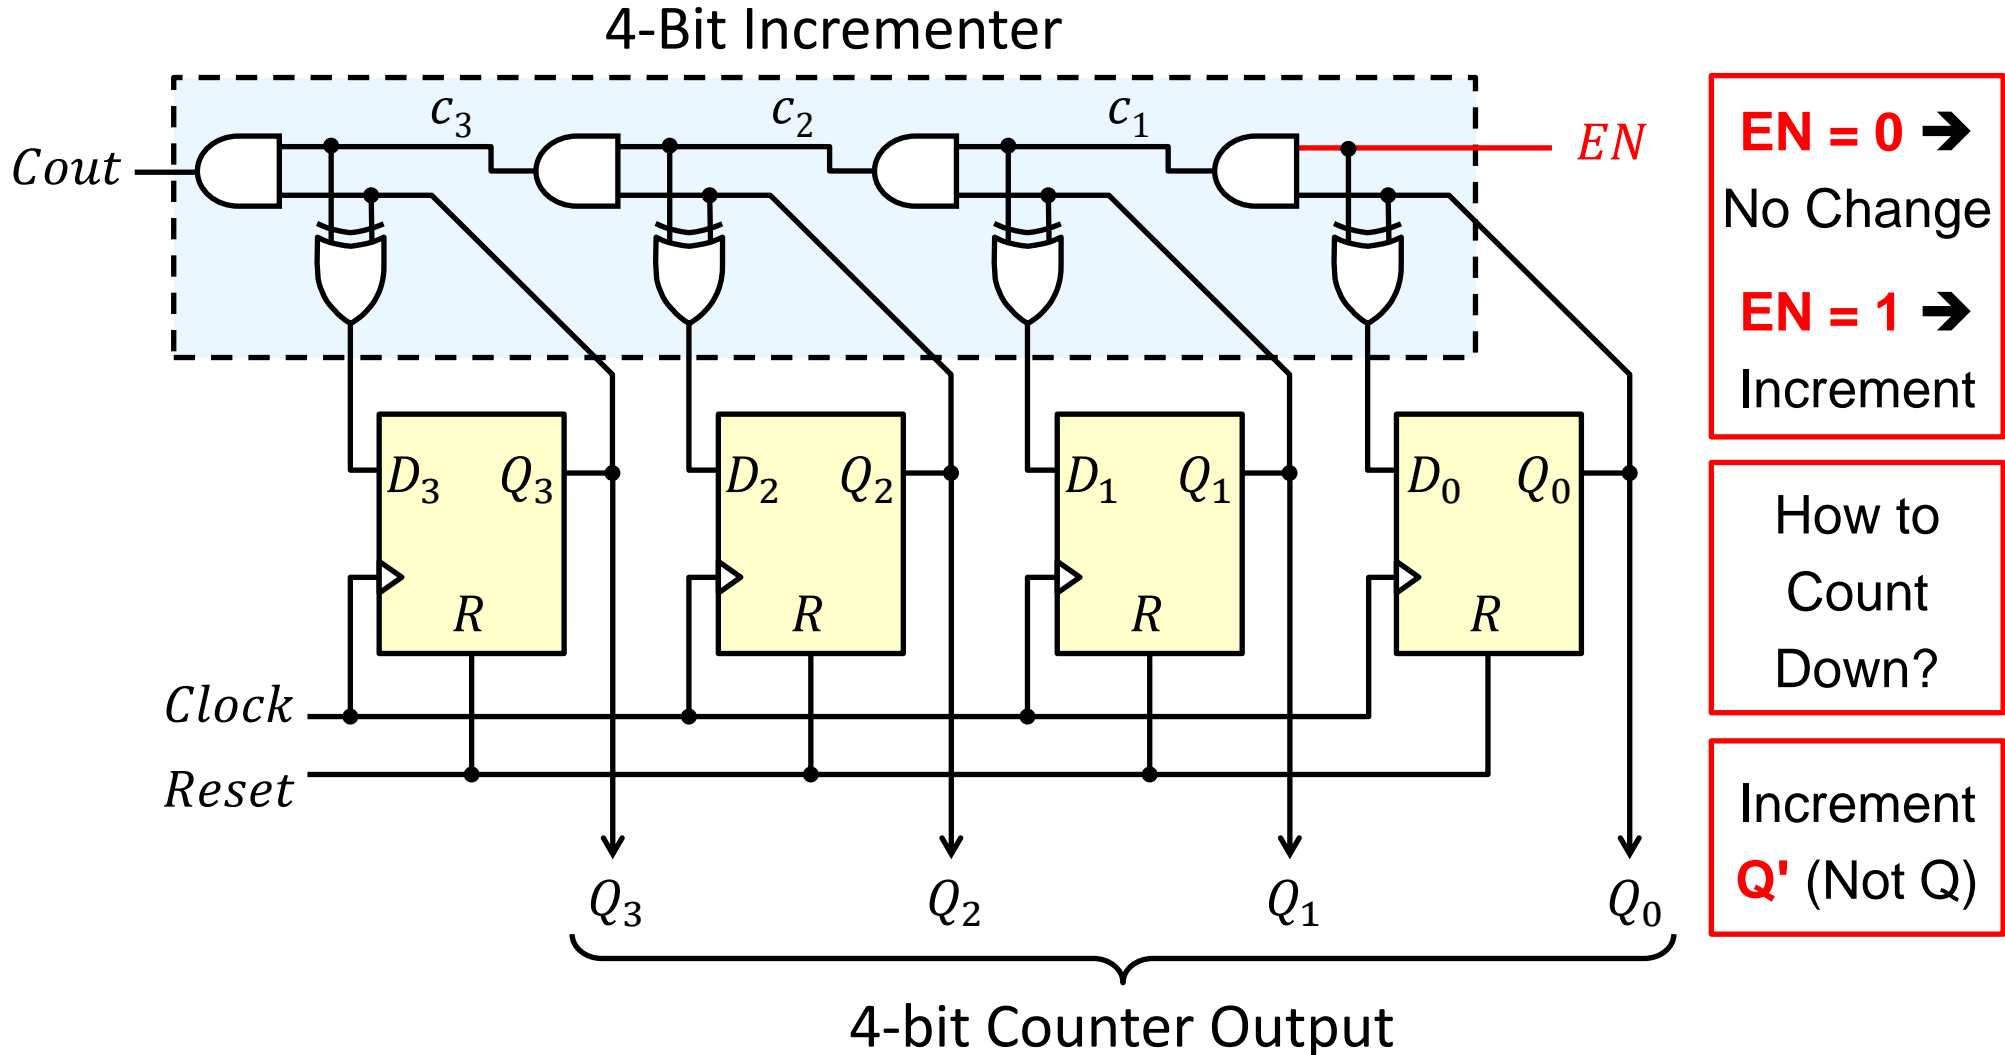 4-Bit Incrementer
c₃ c₂ c₁
Cout
EN
D₃ Q₃ D₂ Q₂ D₁ Q₁ D₀ Q₀
R R R R
Clock
Reset
Q₃ Q₂ Q₁ Q₀
4-bit Counter Output
EN = 0 ➔
No Change
EN = 1 ➔
Increment
How to
Count
Down?
Increment
Q' (Not Q)